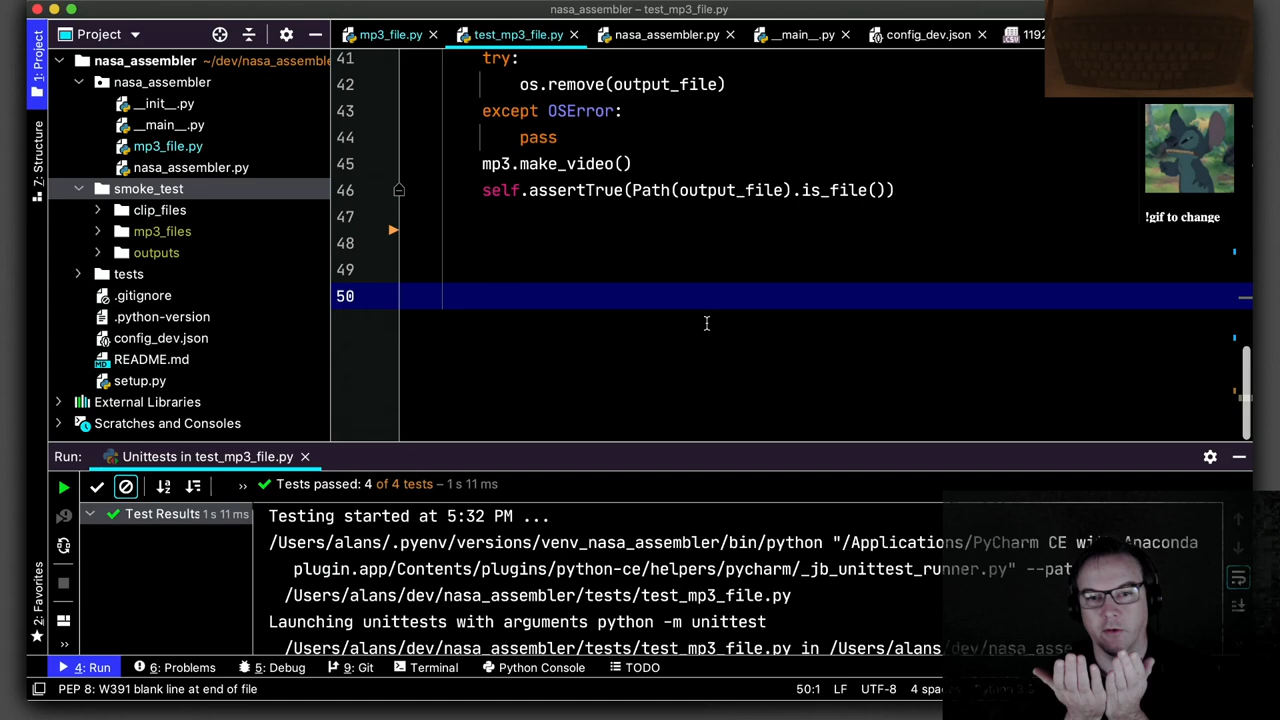 nasa_assembler – test_mp3_file.py
Project
mp3_file.py
test_mp3_file.py
nasa_assembler.py
__main__.py
config_dev.json
1192
1: Project
Z: Structure
2: Favorites
nasa_assembler ~/dev/nasa_assemble
nasa_assembler
__init__.py
__main__.py
mp3_file.py
nasa_assembler.py
smoke_test
clip_files
mp3_files
outputs
tests
.gitignore
.python-version
config_dev.json
README.md
setup.py
External Libraries
Scratches and Consoles
41 try:
42 os.remove(output_file)
43 except OSError:
44 pass
45 mp3.make_video()
46 self.assertTrue(Path(output_file).is_file())
47
48
49
50
!gif to change
Run: Unittests in test_mp3_file.py
Tests passed: 4 of 4 tests – 1 s 11 ms
Test Results 1 s 11 ms
Testing started at 5:32 PM ...
/Users/alans/.pyenv/versions/venv_nasa_assembler/bin/python "/Applications/PyCharm CE with Anaconda
plugin.app/Contents/plugins/python-ce/helpers/pycharm/_jb_unittest_runner.py" --pat
/Users/alans/dev/nasa_assembler/tests/test_mp3_file.py
Launching unittests with arguments python -m unittest
/Users/alans/dev/nasa_assembler/tests/test_mp3_file.py in /Users/alans/dev/nasa_asse
4: Run
6: Problems
5: Debug
9: Git
Terminal
Python Console
TODO
PEP 8: W391 blank line at end of file
50:1 LF UTF-8 4 spac